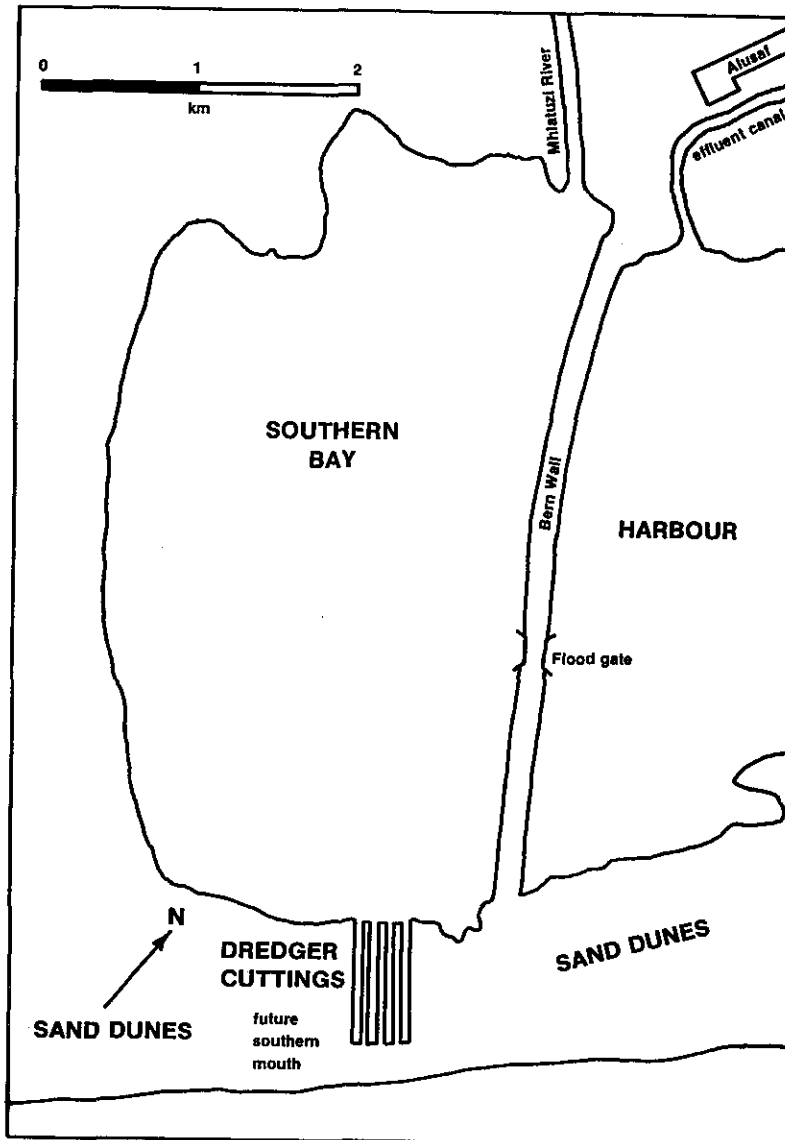 0 1 2
km
Mhlatuzi River
Alusaf
effluent canal
SOUTHERN
BAY
Bern Wall
HARBOUR
Flood gate
N
DREDGER
CUTTINGS
SAND DUNES
SAND DUNES
future
southern
mouth